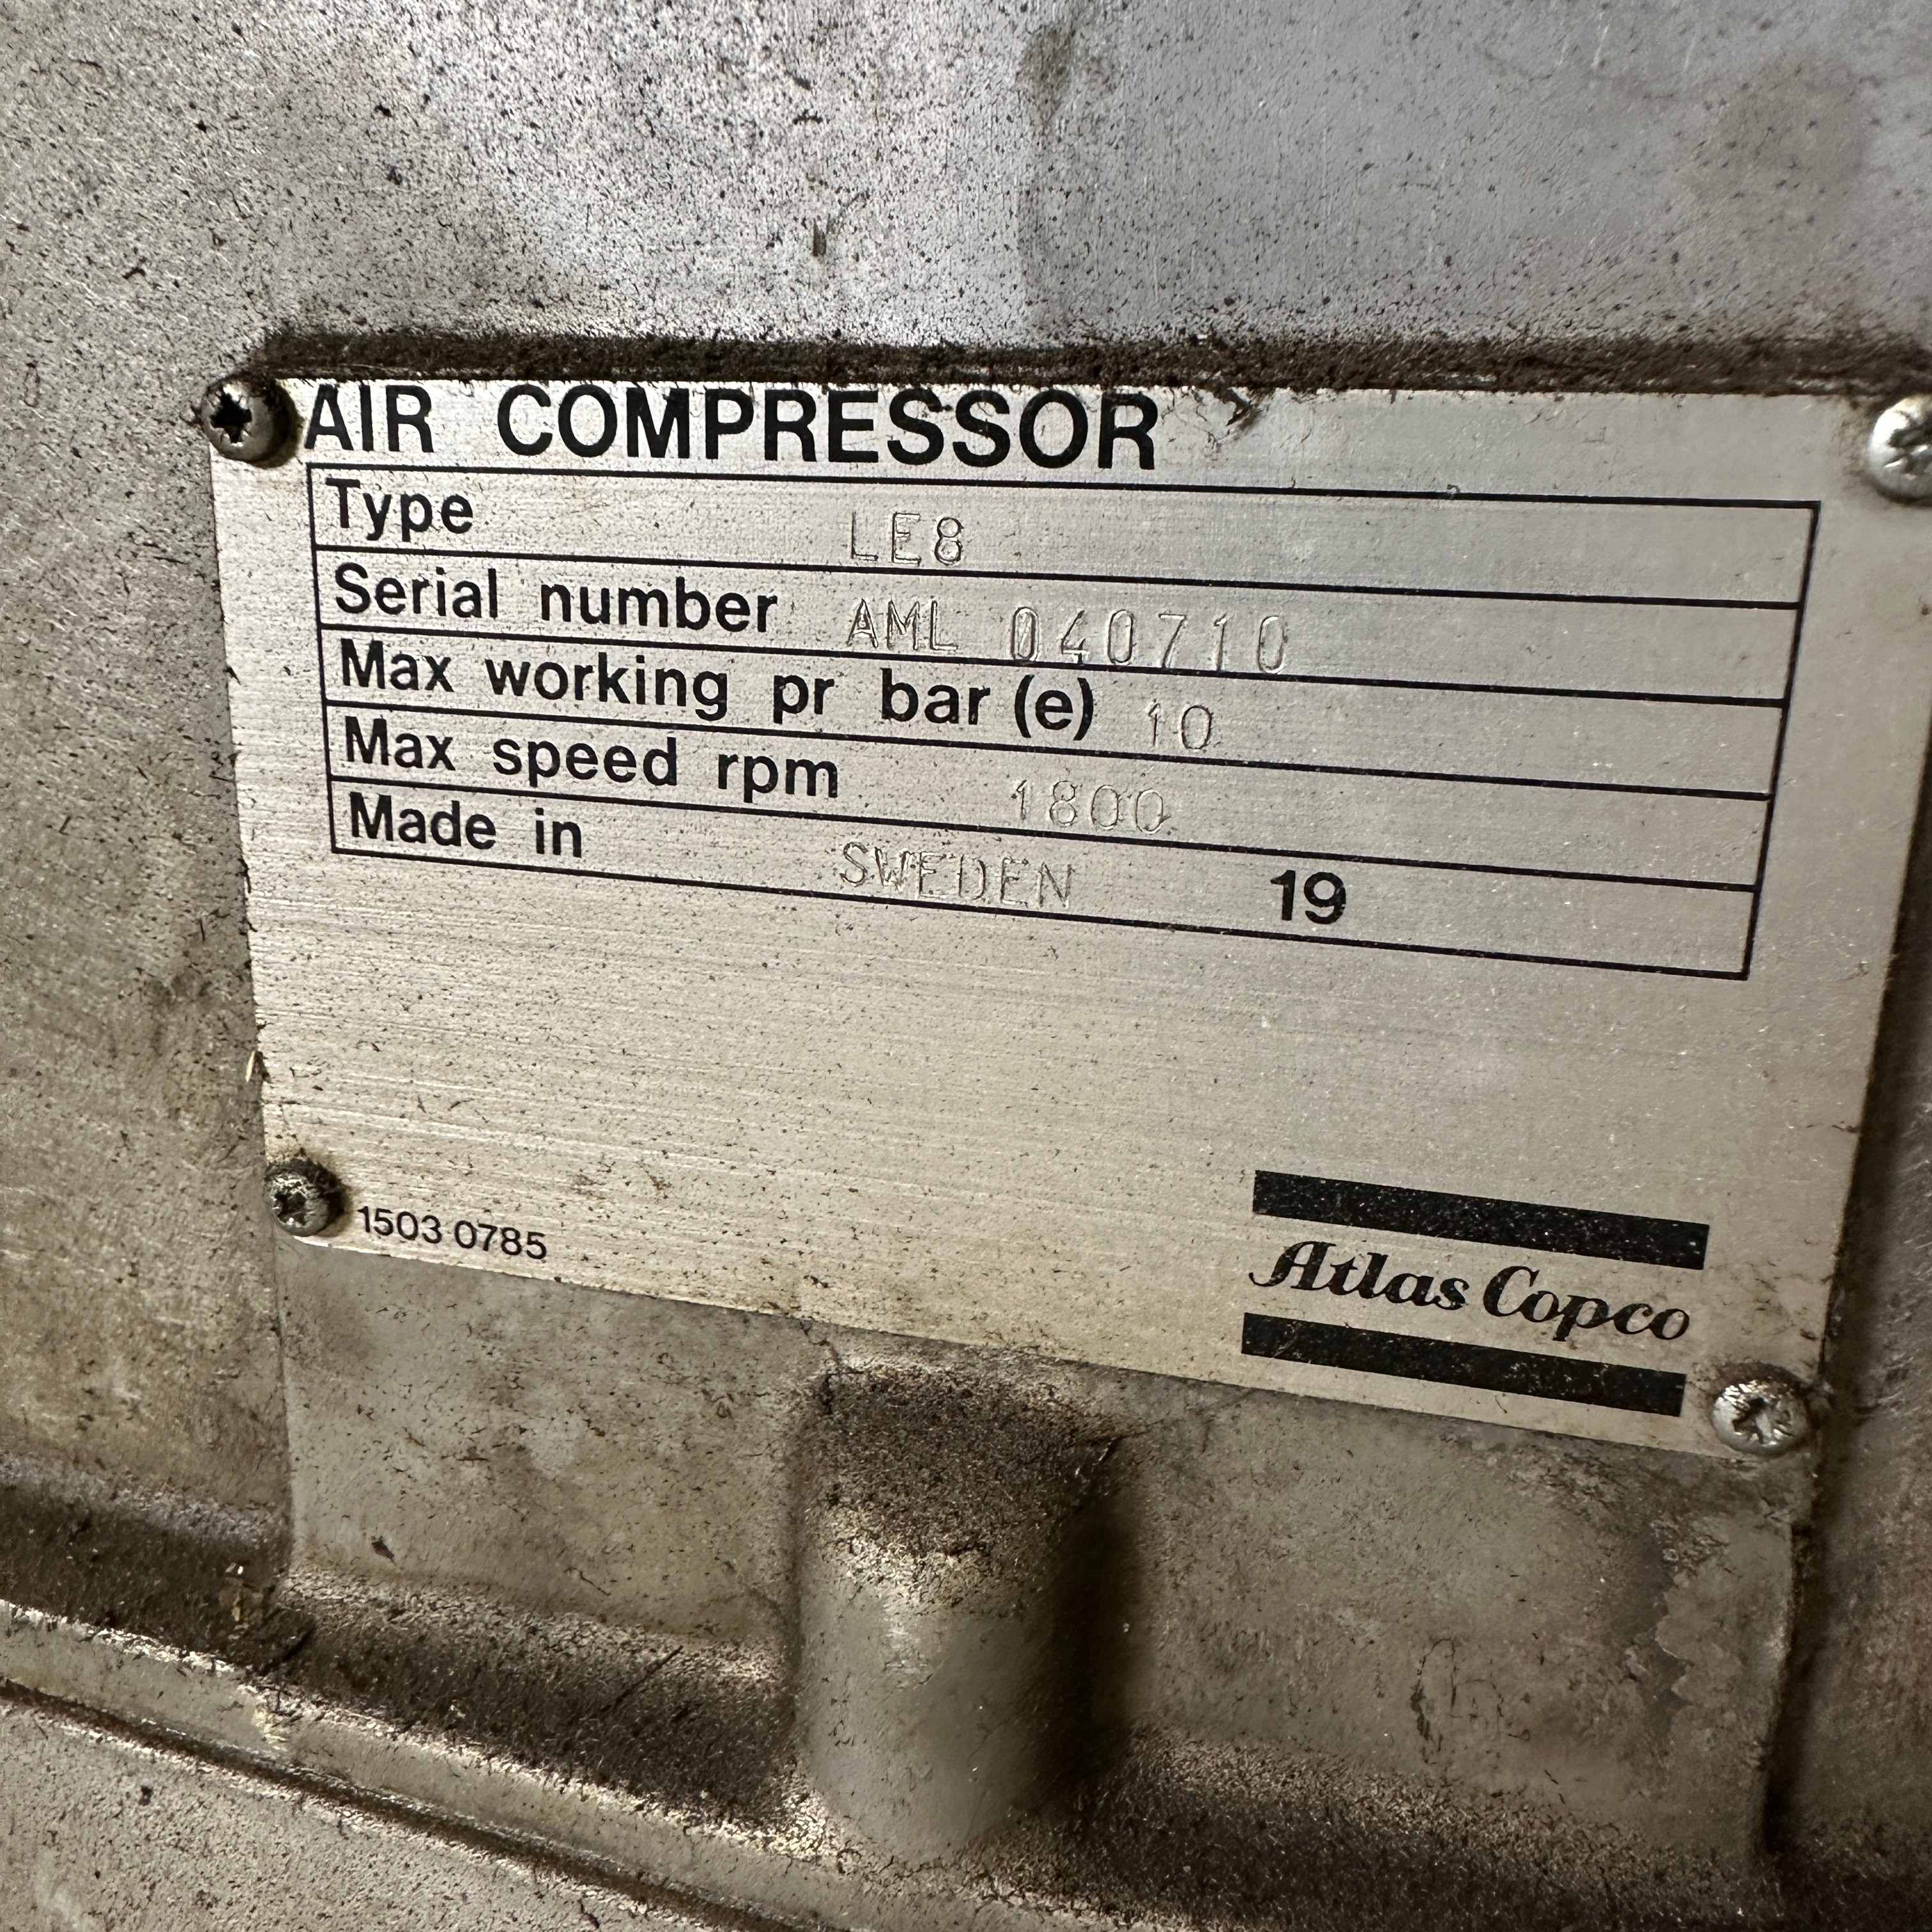 AIR COMPRESSOR
Type LE8
Serial number AML 040710
Max working pr bar (e) 10
Max speed rpm 1800
Made in SWEDEN 19
1503 0785
Atlas Copco